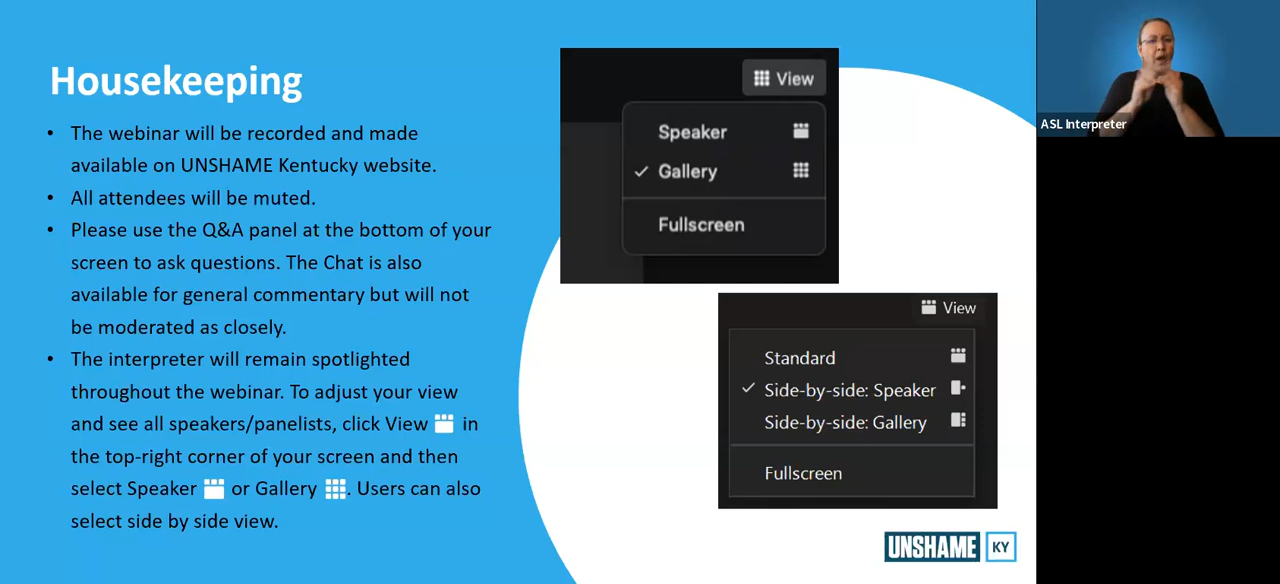 Housekeeping
• The webinar will be recorded and made
available on UNSHAME Kentucky website.
• All attendees will be muted.
• Please use the Q&A panel at the bottom of your
screen to ask questions. The Chat is also
available for general commentary but will not
be moderated as closely.
• The interpreter will remain spotlighted
throughout the webinar. To adjust your view
and see all speakers/panelists, click View in
the top-right corner of your screen and then
select Speaker or Gallery . Users can also
select side by side view.
View
Speaker
Gallery
Fullscreen
View
Standard
Side-by-side: Speaker
Side-by-side: Gallery
Fullscreen
UNSHAME KY
ASL Interpreter